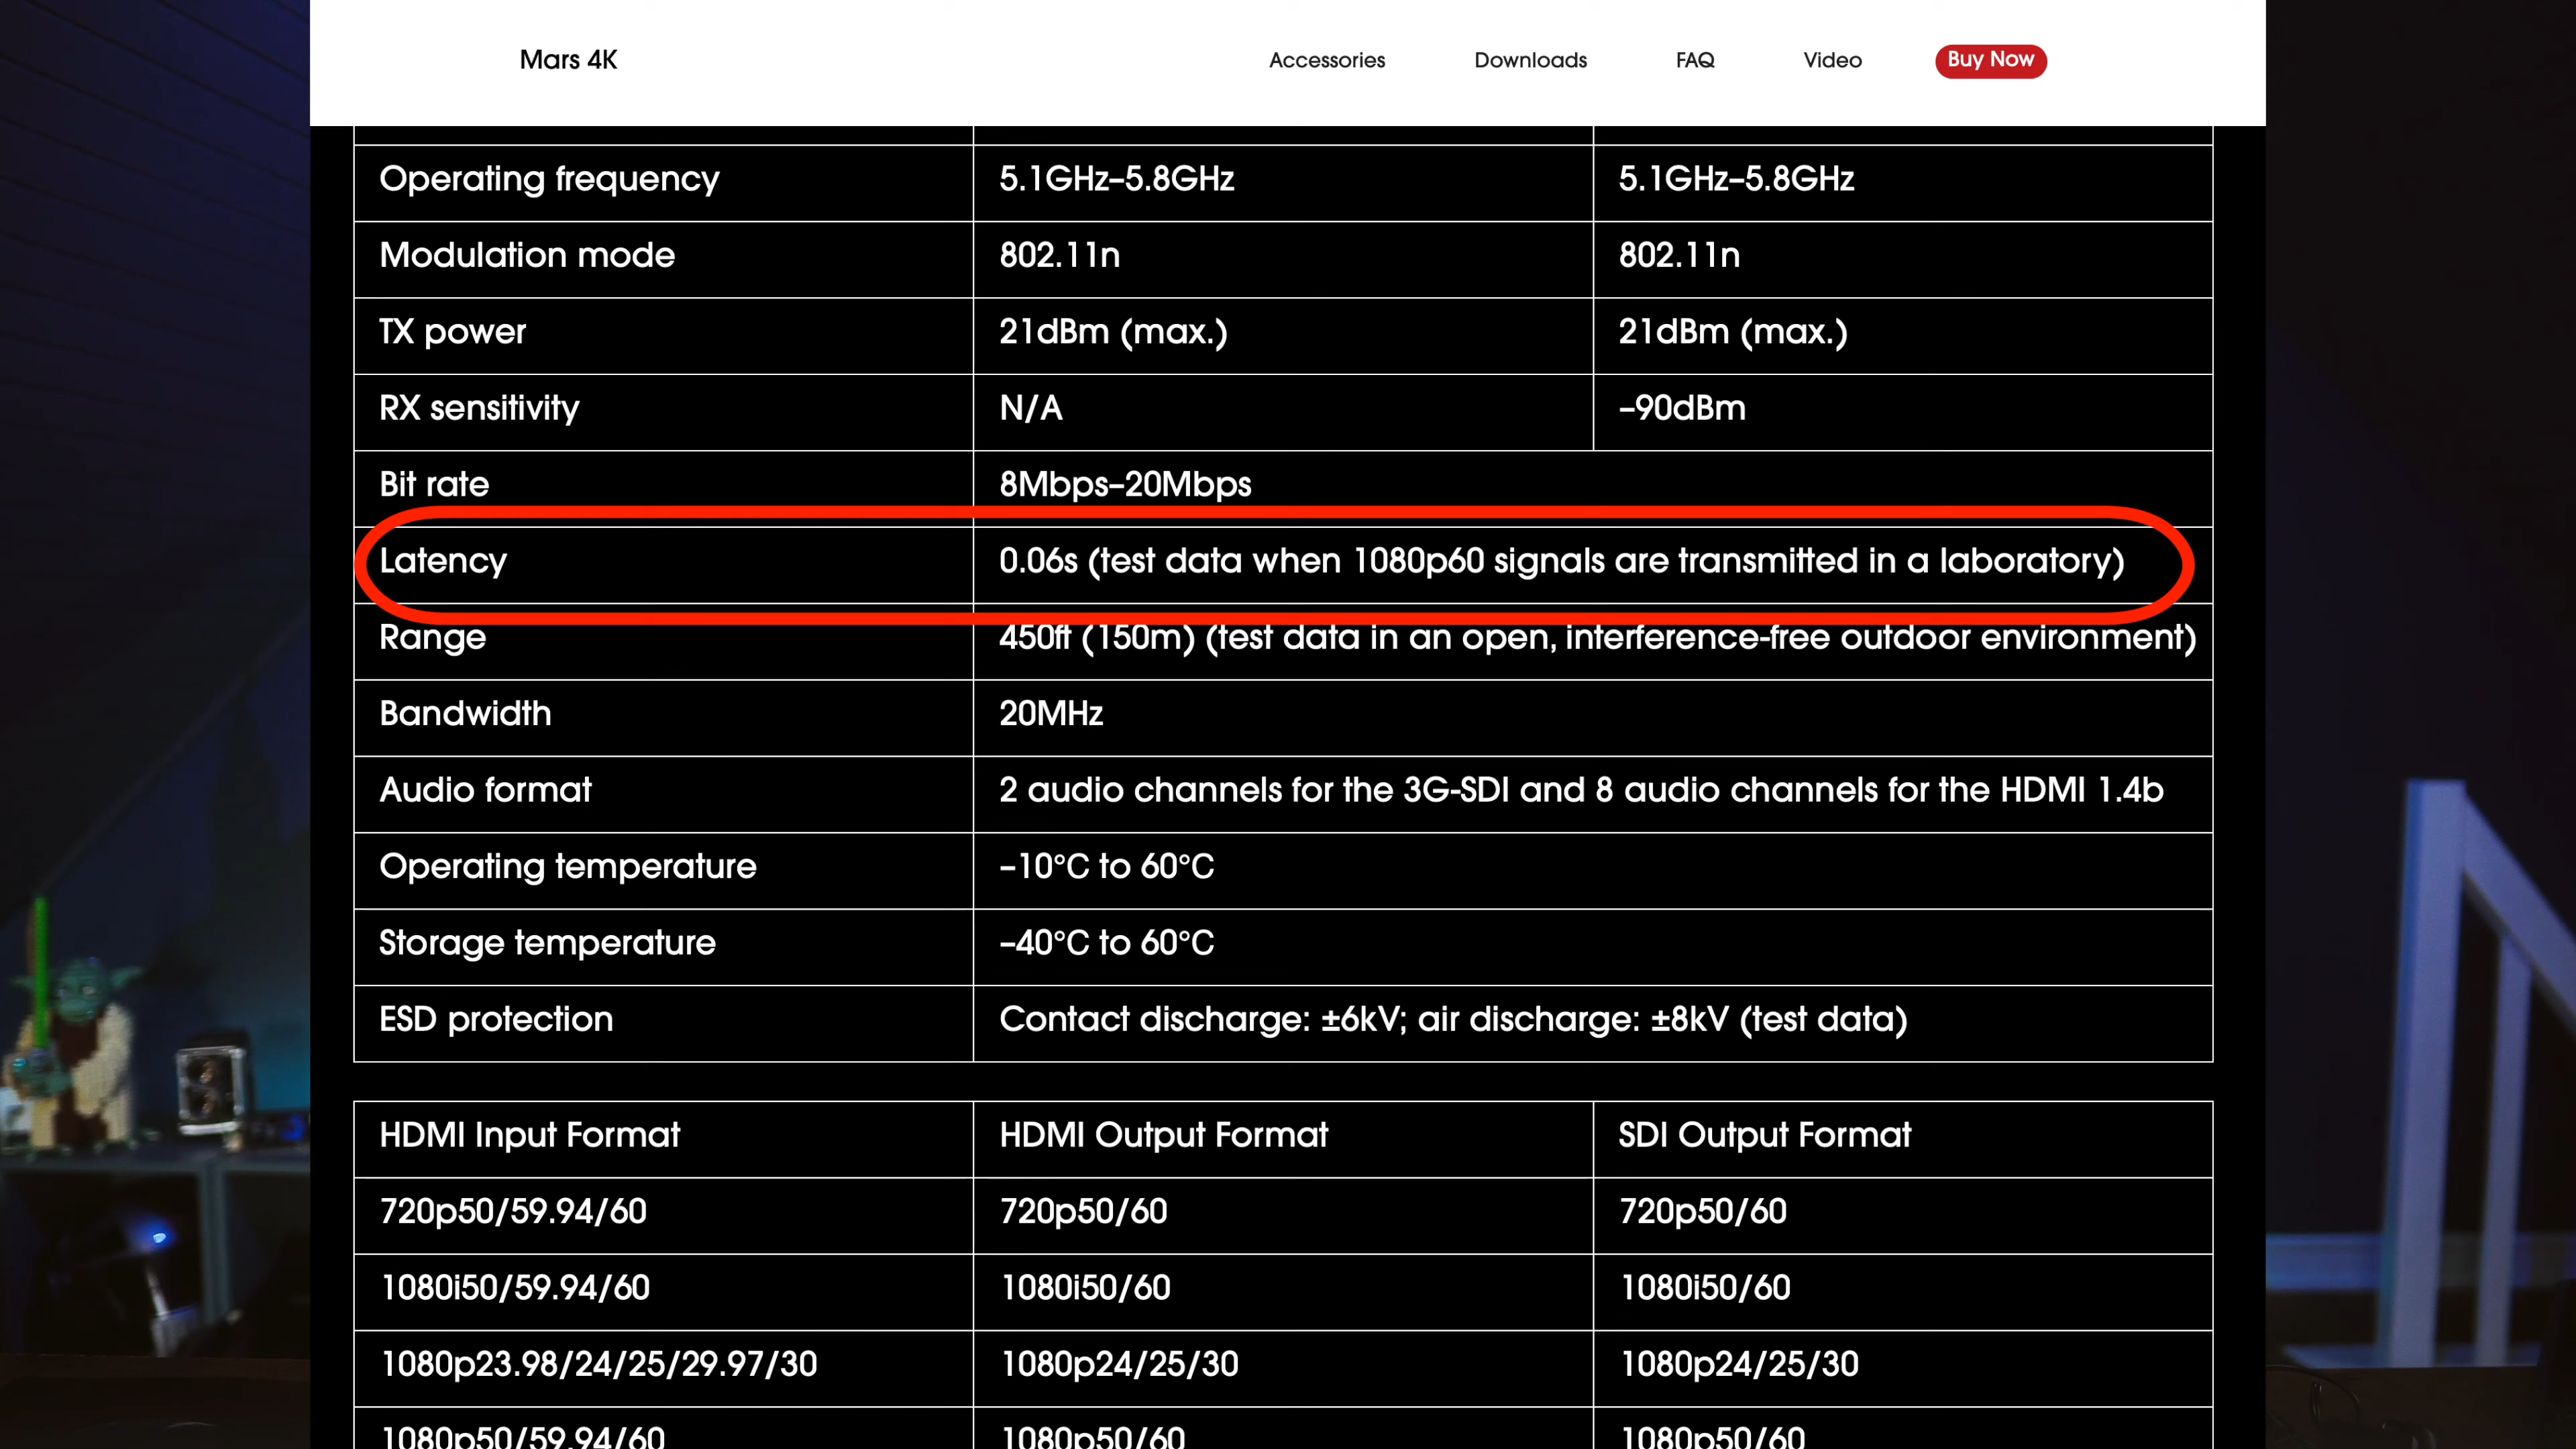 Mars 4K Accessories Downloads FAQ Video Buy Now
Operating frequency 5.1GHz–5.8GHz 5.1GHz–5.8GHz
Modulation mode 802.11n 802.11n
TX power 21dBm (max.) 21dBm (max.)
RX sensitivity N/A –90dBm
Bit rate 8Mbps–20Mbps
Latency 0.06s (test data when 1080p60 signals are transmitted in a laboratory)
Range 450ft (150m) (test data in an open, interference-free outdoor environment)
Bandwidth 20MHz
Audio format 2 audio channels for the 3G-SDI and 8 audio channels for the HDMI 1.4b
Operating temperature –10°C to 60°C
Storage temperature –40°C to 60°C
ESD protection Contact discharge: ±6kV; air discharge: ±8kV (test data)
HDMI Input Format HDMI Output Format SDI Output Format
720p50/59.94/60 720p50/60 720p50/60
1080i50/59.94/60 1080i50/60 1080i50/60
1080p23.98/24/25/29.97/30 1080p24/25/30 1080p24/25/30
1080p50/59.94/60 1080p50/60 1080p50/60